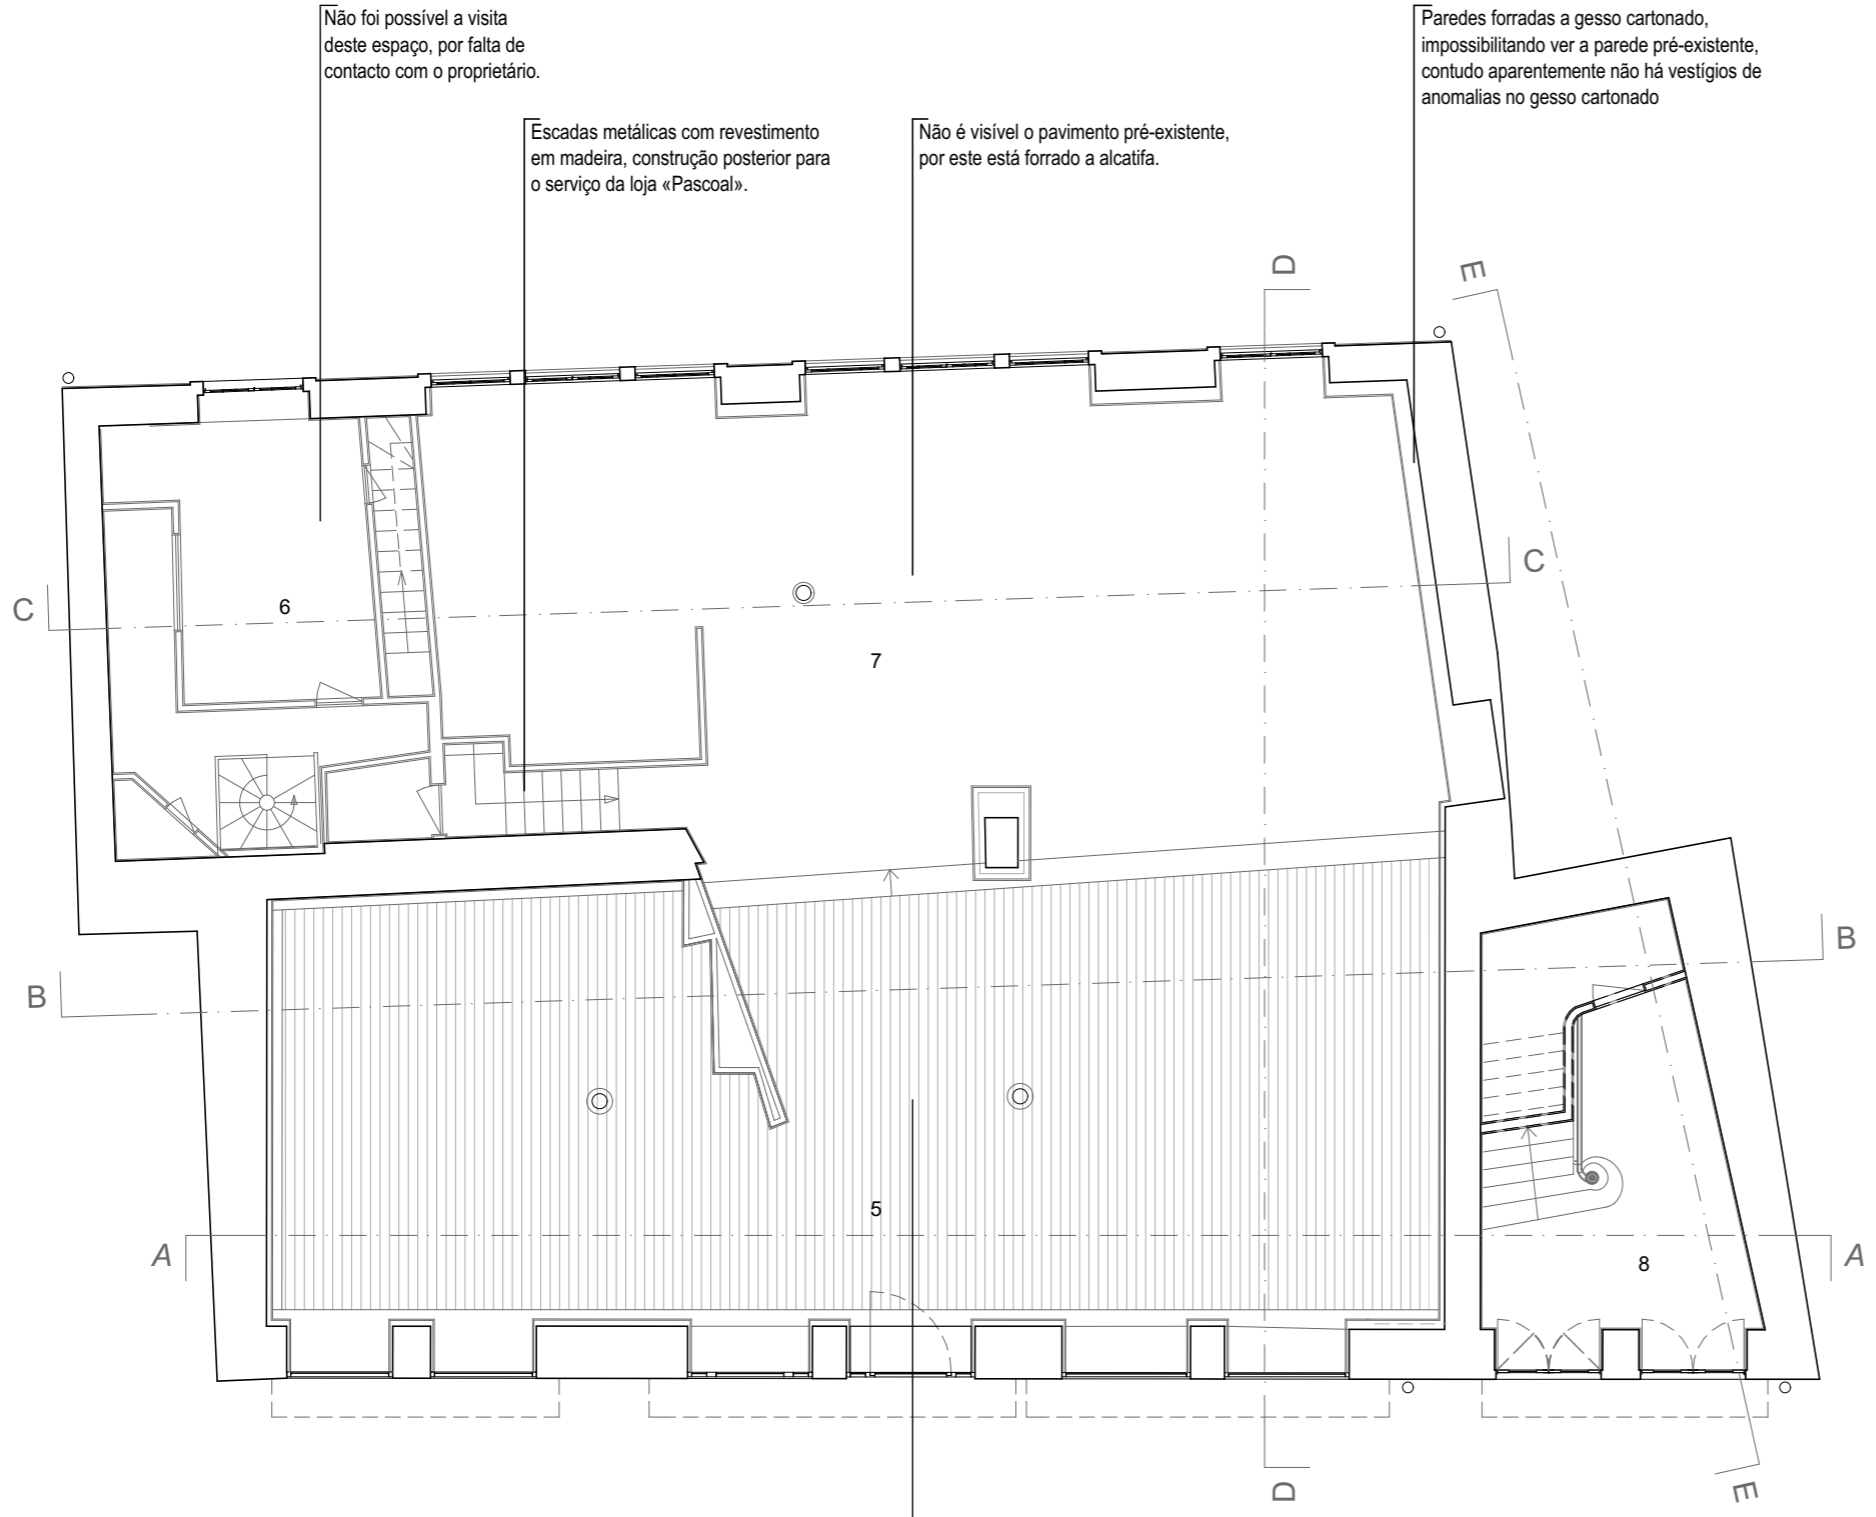 Não foi possível a visita
deste espaço, por falta de
contacto com o proprietário.
Escadas metálicas com revestimento
em madeira, construção posterior para
o serviço da loja «Pascoal».
Não é visível o pavimento pré-existente,
por este está forrado a alcatifa.
Paredes forradas a gesso cartonado,
impossibilitando ver a parede pré-existente,
contudo aparentemente não há vestígios de
anomalias no gesso cartonado
D
E
C
C
6
7
B
B
5
A
A
8
D
E